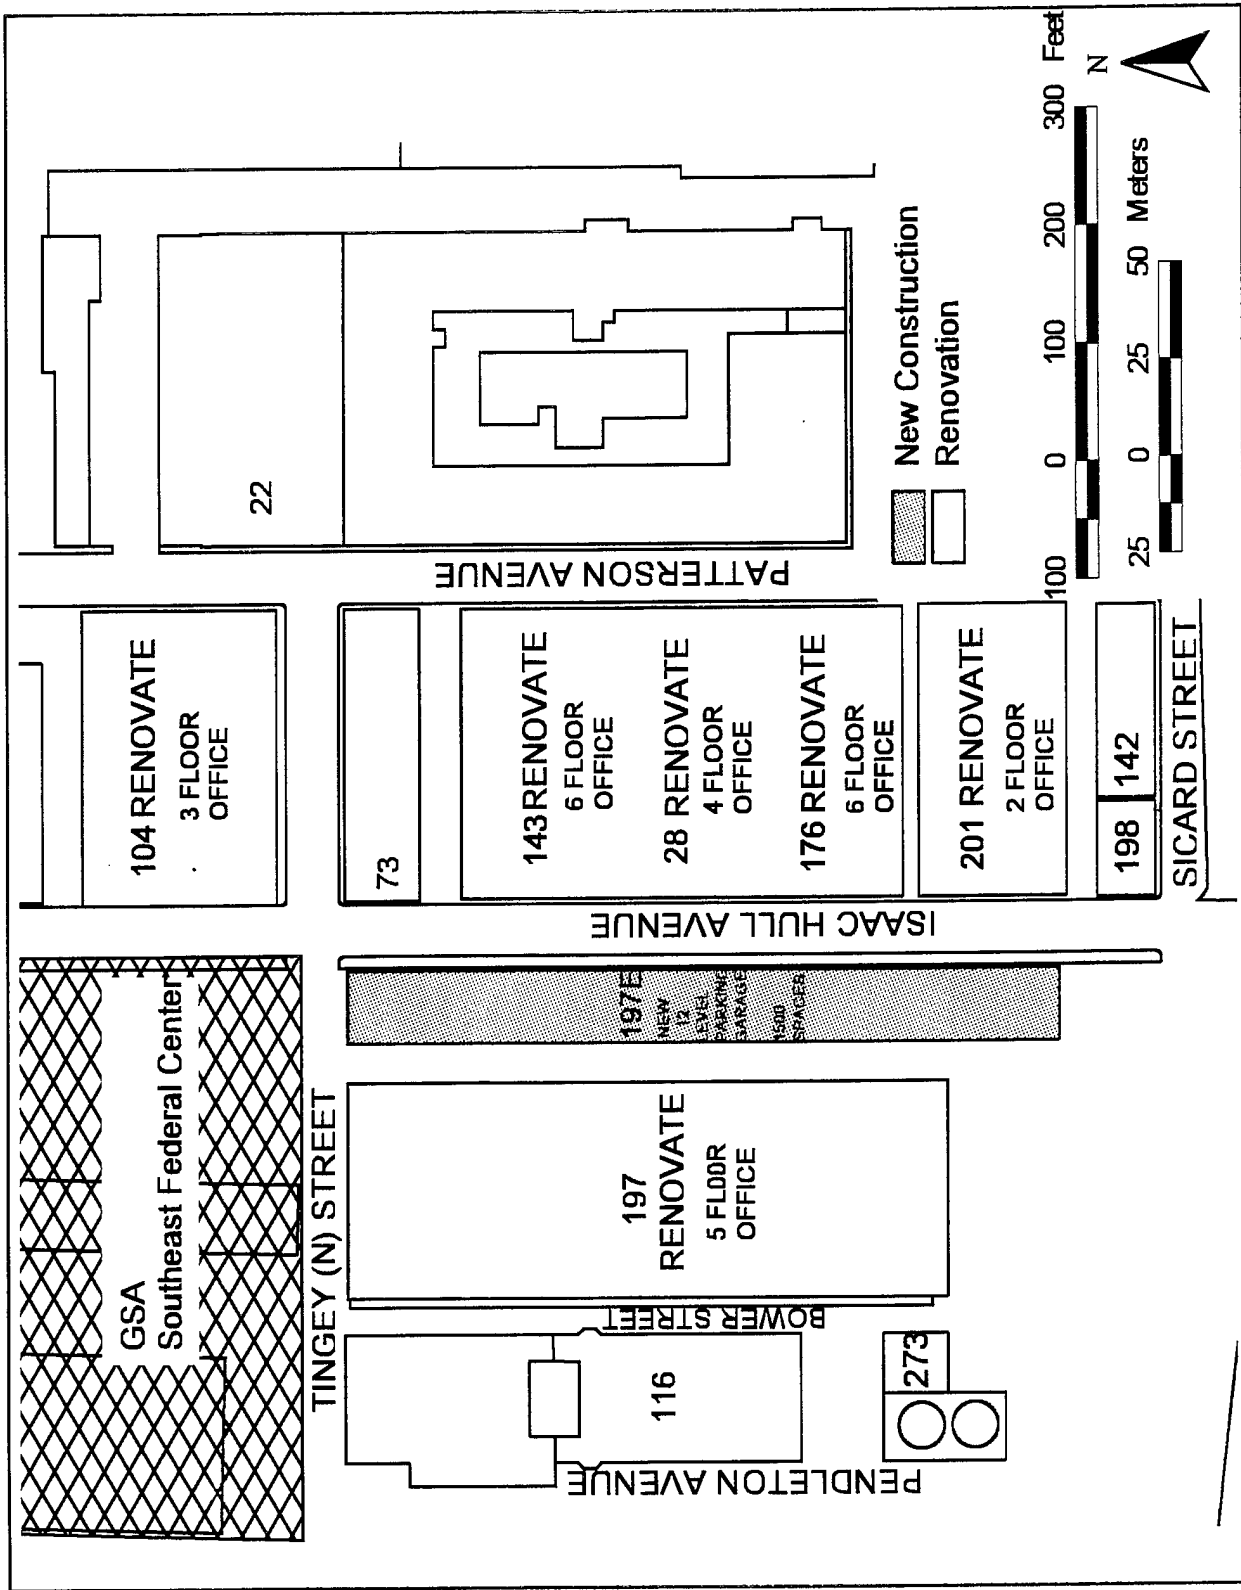 GSA
Southeast Federal Center
TINGEY (N) STREET
104 RENOVATE
3 FLOOR
OFFICE
22
73
116
BOWER STREET
197
RENOVATE
5 FLOOR
OFFICE
197E
NEW
12
LEVEL
PARKING
GARAGE
1500
SPACES
ISAAC HULL AVENUE
143 RENOVATE
6 FLOOR
OFFICE
28 RENOVATE
4 FLOOR
OFFICE
176 RENOVATE
6 FLOOR
OFFICE
PATTERSON AVENUE
PENDLETON AVENUE
273
201 RENOVATE
2 FLOOR
OFFICE
198
142
SICARD STREET
New Construction
Renovation
100 0 100 200 300 Feet
25 0 25 50 Meters
N